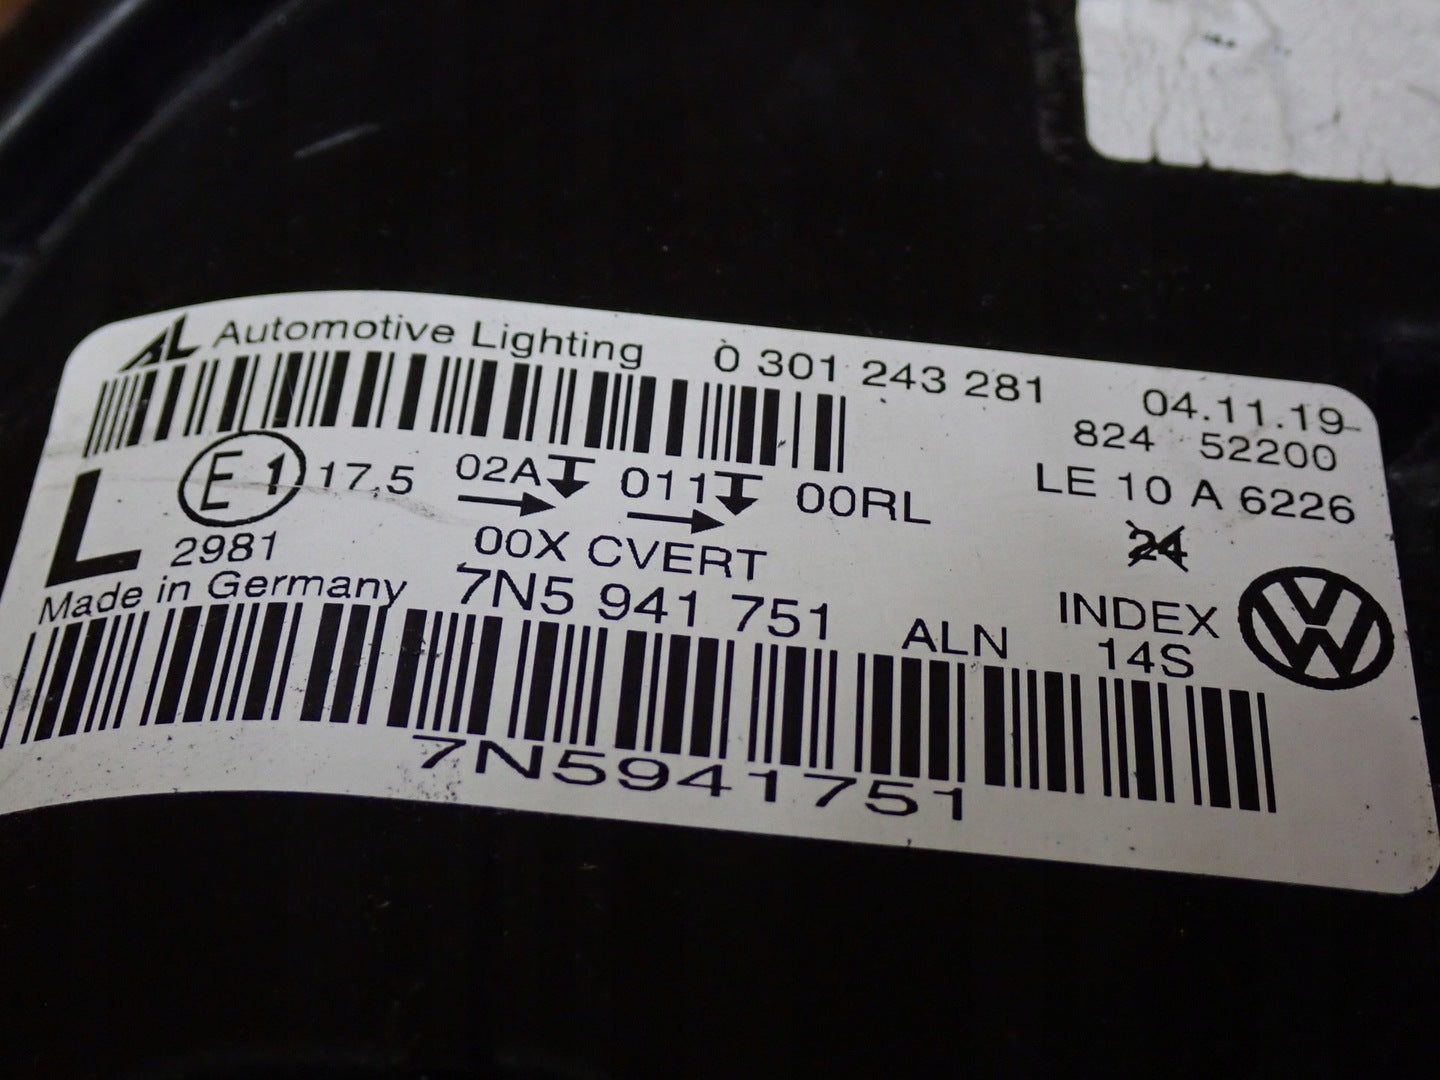 AL Automotive Lighting 0 301 243 281 04.11.19
824 52200
L E1 17.5 02A 011 00RL LE 10 A 6226
2981 00X CVERT 24
Made in Germany 7N5 941 751 ALN INDEX
14S
7N5941751